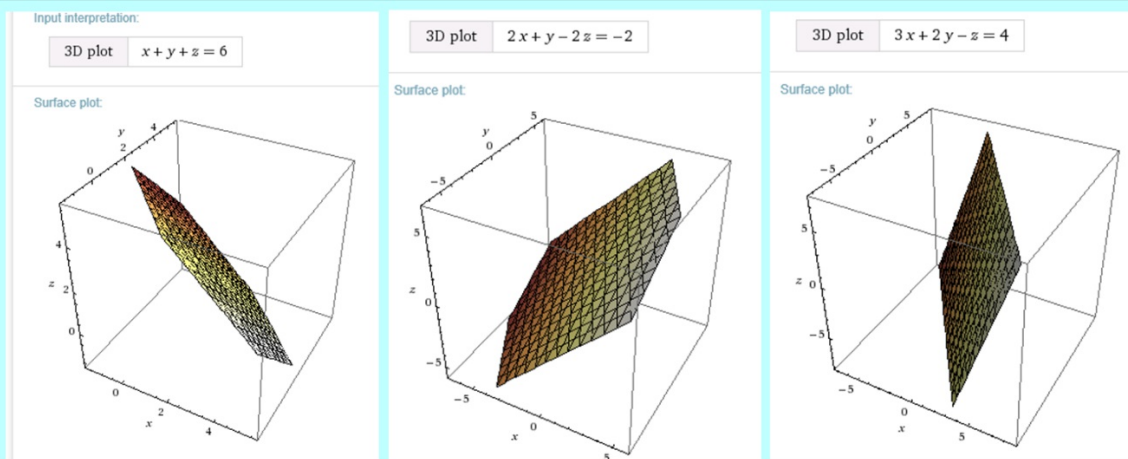 Input interpretation:
3D plot x + y + z = 6
Surface plot:
y
4
2
0
4
z 2
0
0
2
x
4
3D plot 2 x + y − 2 z = −2
Surface plot:
5
y
0
−5
5
z
0
−5
−5
0
x
5
3D plot 3 x + 2 y − z = 4
Surface plot:
5
y
0
−5
5
z 0
−5
−5
0
x
5